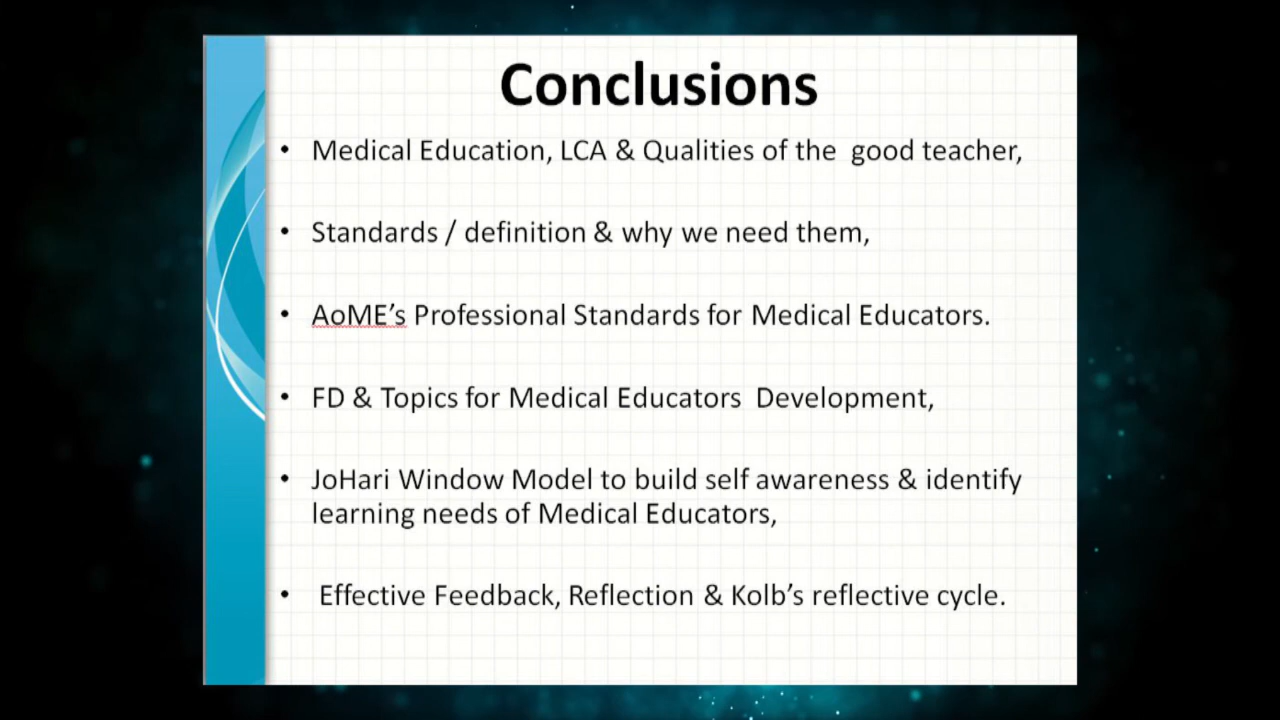 Conclusions
• Medical Education, LCA & Qualities of the good teacher,
• Standards / definition & why we need them,
• AoME’s Professional Standards for Medical Educators.
• FD & Topics for Medical Educators Development,
• JoHari Window Model to build self awareness & identify
learning needs of Medical Educators,
• Effective Feedback, Reflection & Kolb’s reflective cycle.